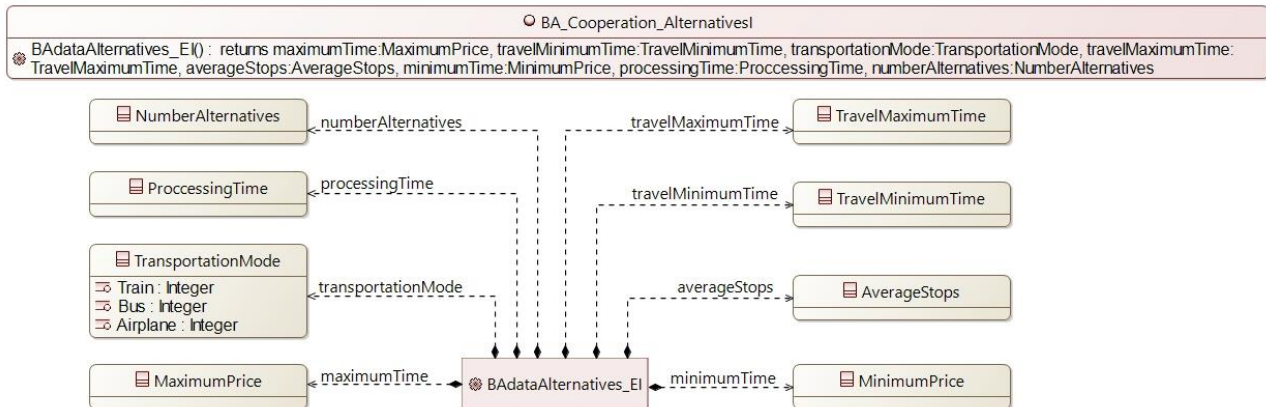 BA_Cooperation_AlternativesI
BAdataAlternatives_EI() : returns maximumTime:MaximumPrice, travelMinimumTime:TravelMinimumTime, transportationMode:TransportationMode, travelMaximumTime:
TravelMaximumTime, averageStops:AverageStops, minimumTime:MinimumPrice, processingTime:ProccessingTime, numberAlternatives:NumberAlternatives
NumberAlternatives
numberAlternatives
travelMaximumTime
TravelMaximumTime
ProccessingTime
processingTime
travelMinimumTime
TravelMinimumTime
TransportationMode
Train : Integer
Bus : Integer
Airplane : Integer
transportationMode
averageStops
AverageStops
MaximumPrice
maximumTime
BAdataAlternatives_EI
minimumTime
MinimumPrice